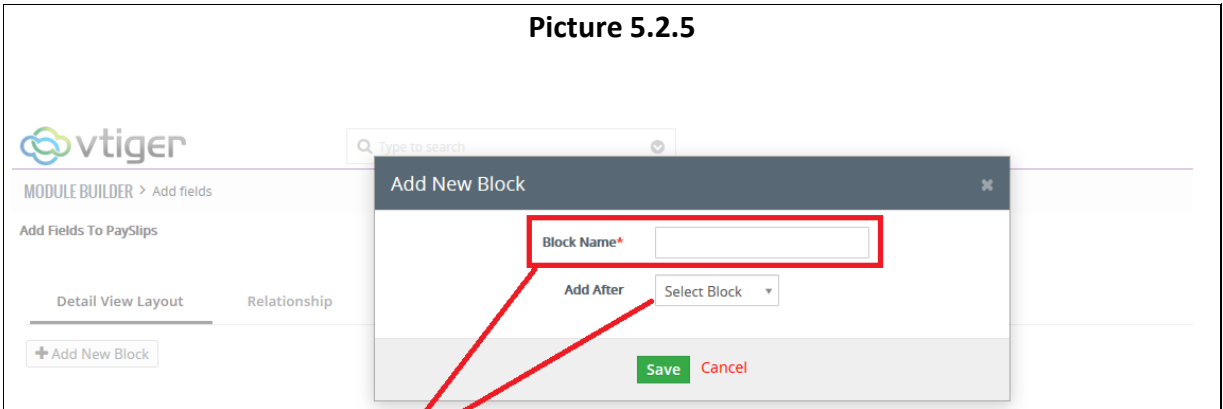 Picture 5.2.5
vtiger
Type to search
MODULE BUILDER > Add fields
Add New Block
Add Fields To PaySlips
Block Name*
Add After
Select Block
Detail View Layout
Relationship
+ Add New Block
Save
Cancel